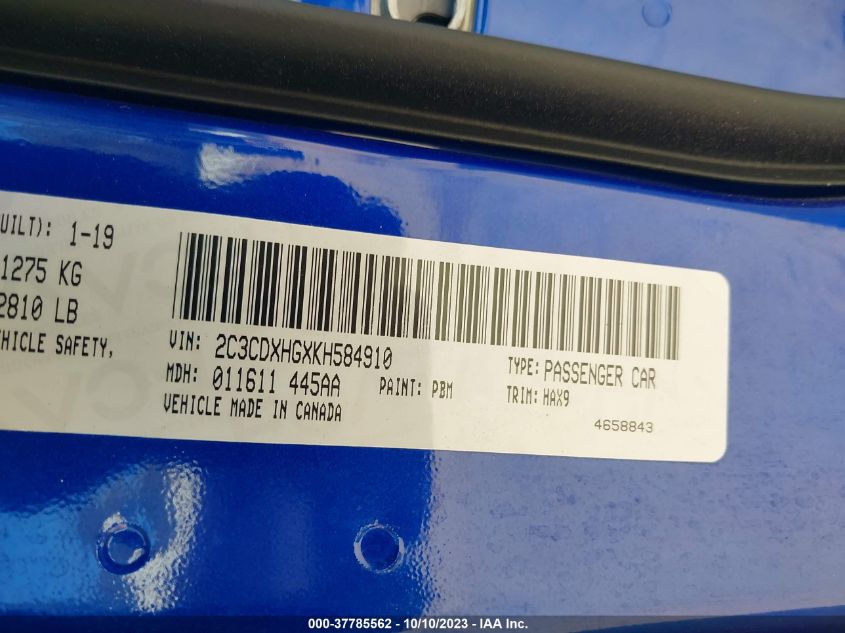 UILT): 1-19
1275 KG
2810 LB
EHICLE SAFETY,
VIN: 2C3CDXHGXKH584910
TYPE: PASSENGER CAR
MDH: 011611 445AA PAINT: PBM
TRIM: HAX9
VEHICLE MADE IN CANADA
4658843
000-37785562 - 10/10/2023 - IAA Inc.